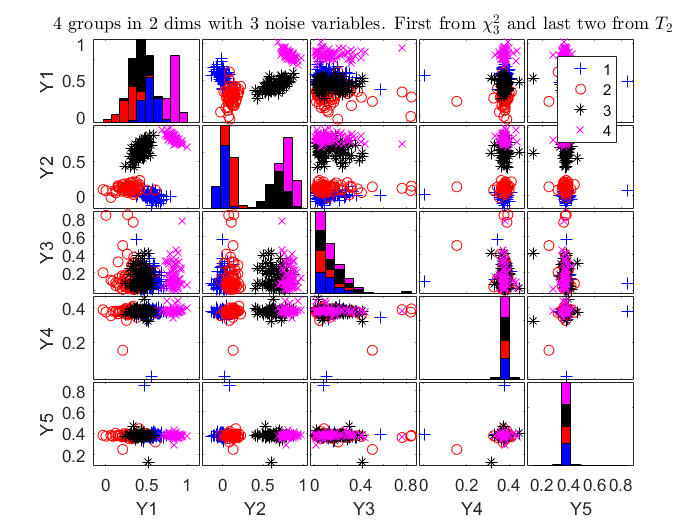 4 groups in 2 dims with 3 noise variables. First from χ₃² and last two from T₂
Y1
1
0.5
0
1
2
3
4
Y2
0.5
0
Y3
0.8
0.6
0.4
0.2
Y4
0.4
0.2
Y5
0.8
0.6
0.4
0.2
0 0.5 1 0 0.5 1 0 0.4 0.8 0 0.2 0.4 0.2 0.4 0.6 0.8
Y1 Y2 Y3 Y4 Y5